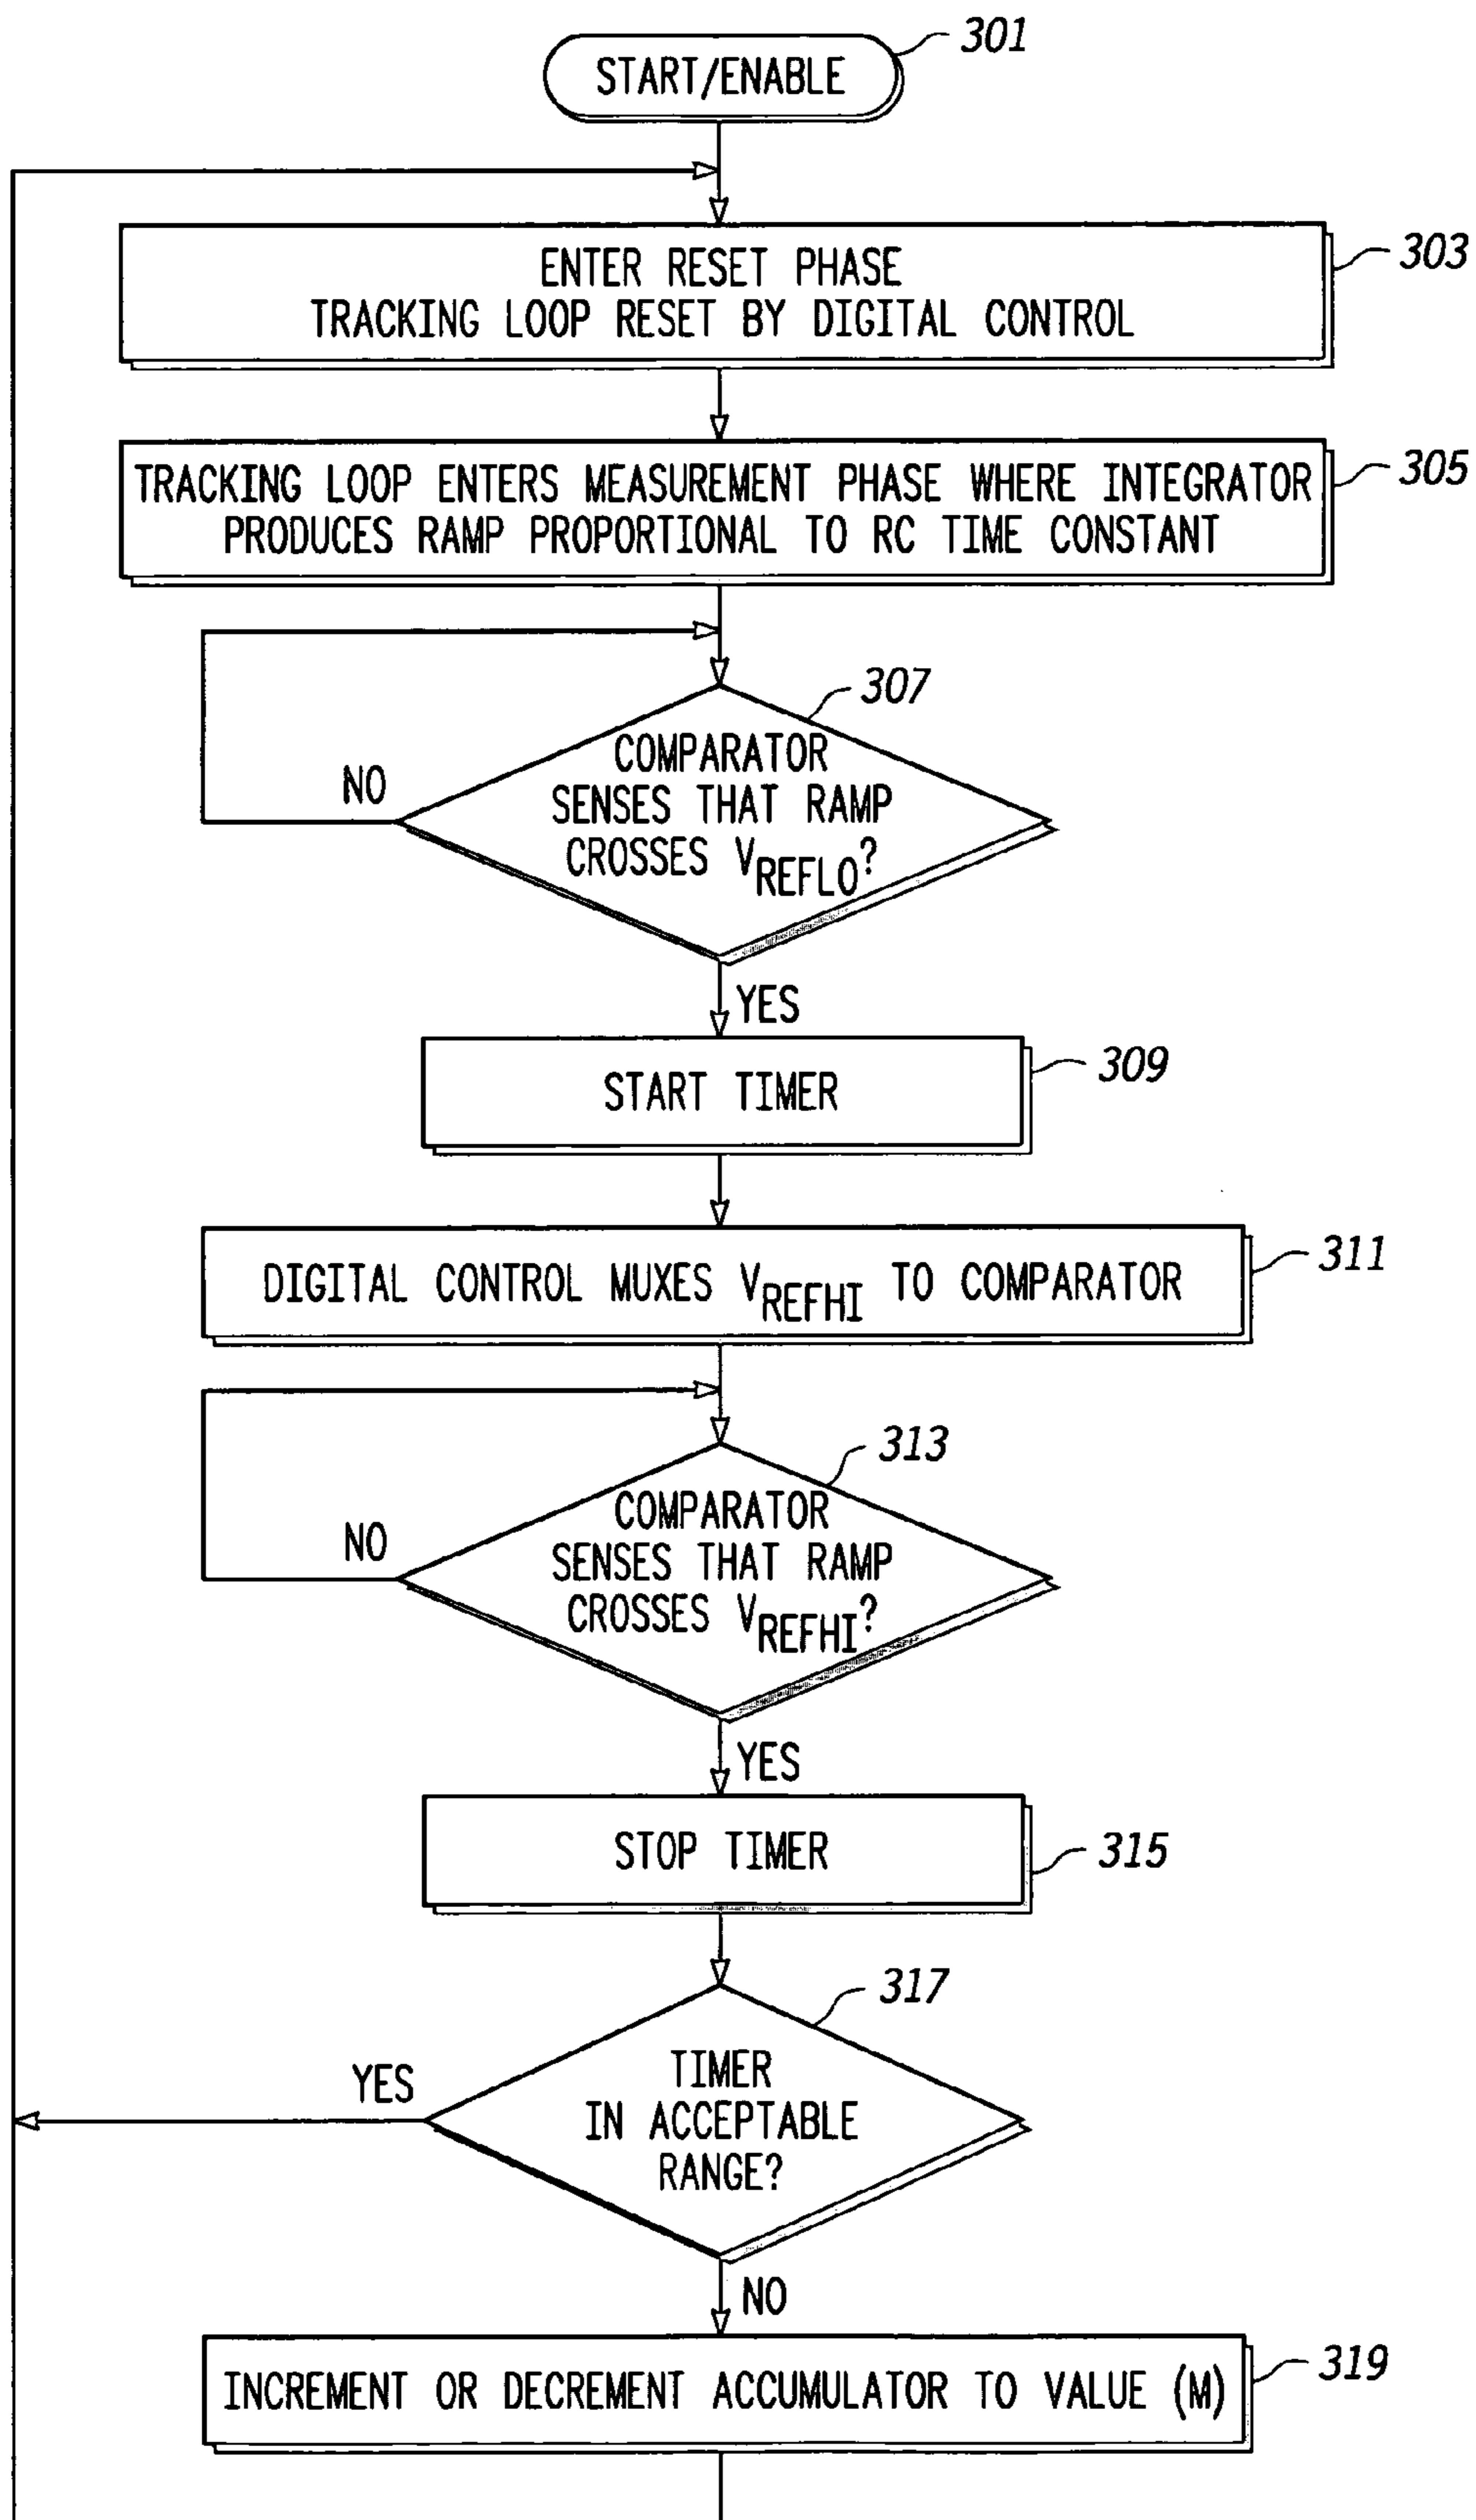 301
START/ENABLE
303
ENTER RESET PHASE
TRACKING LOOP RESET BY DIGITAL CONTROL
305
TRACKING LOOP ENTERS MEASUREMENT PHASE WHERE INTEGRATOR
PRODUCES RAMP PROPORTIONAL TO RC TIME CONSTANT
307
COMPARATOR
SENSES THAT RAMP
CROSSES VREFLO?
NO
YES
309
START TIMER
311
DIGITAL CONTROL MUXES VREFHI TO COMPARATOR
313
COMPARATOR
SENSES THAT RAMP
CROSSES VREFHI?
NO
YES
315
STOP TIMER
317
TIMER
IN ACCEPTABLE
RANGE?
YES
NO
319
INCREMENT OR DECREMENT ACCUMULATOR TO VALUE (M)